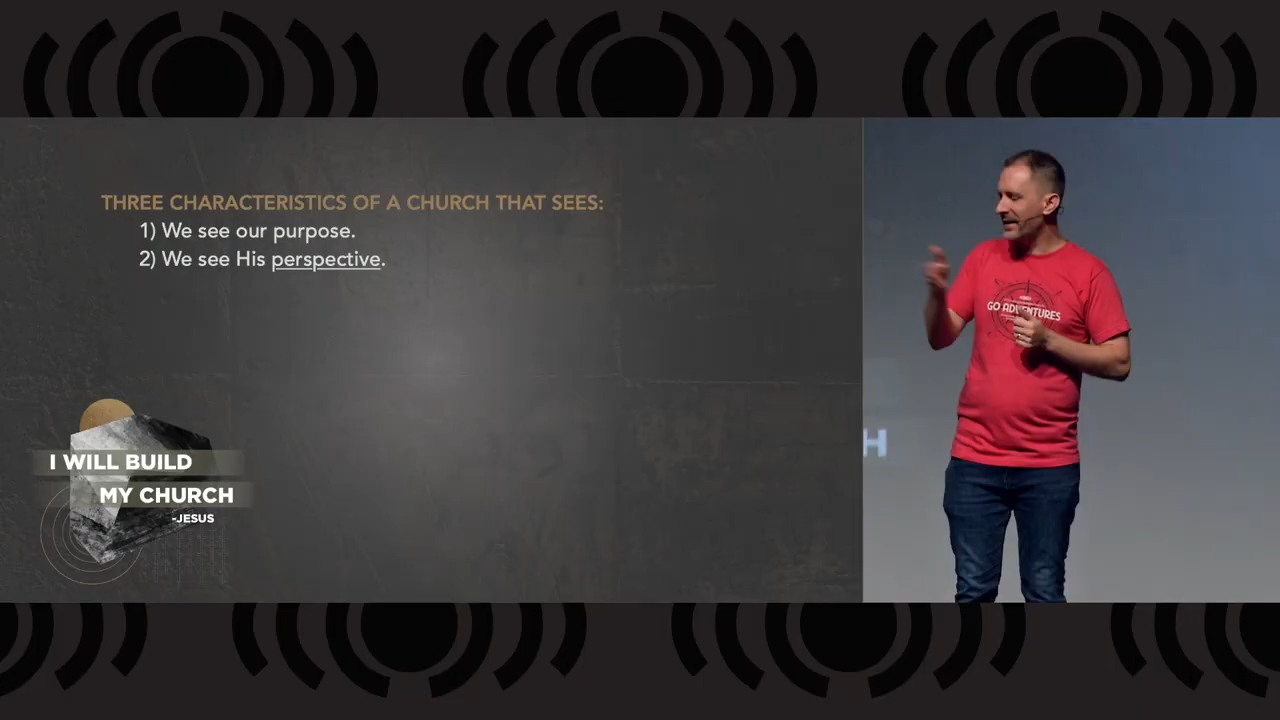 THREE CHARACTERISTICS OF A CHURCH THAT SEES:
1) We see our purpose.
2) We see His perspective.
I WILL BUILD
MY CHURCH
-JESUS
GO ADVENTURES
H